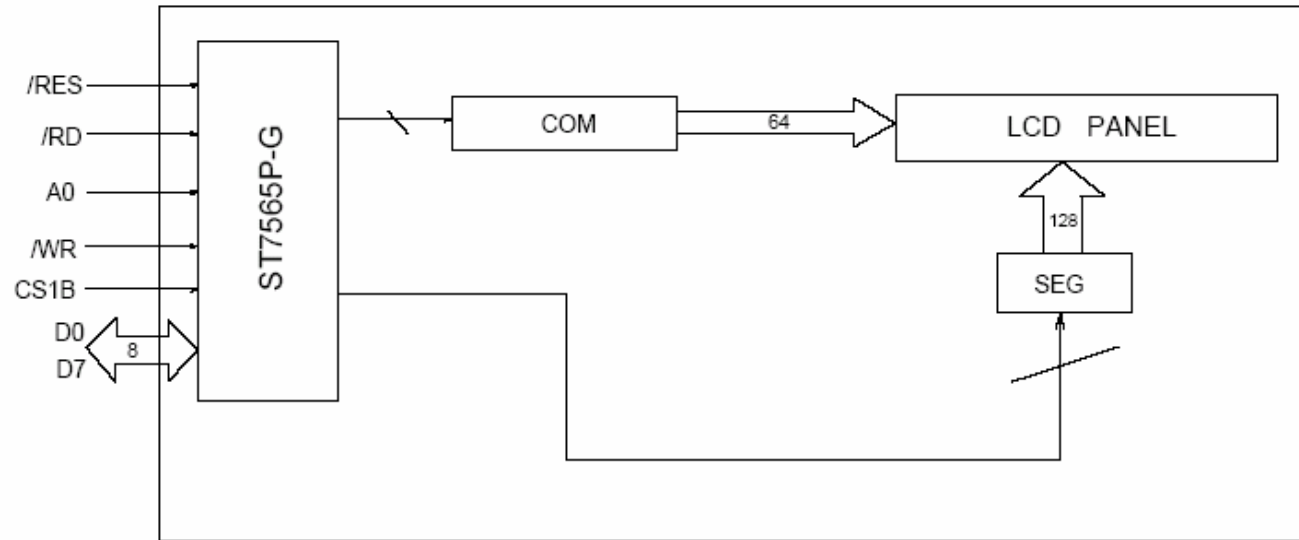 /RES
/RD
A0
/WR
CS1B
D0
D7
8
ST7565P-G
COM
64
LCD PANEL
128
SEG